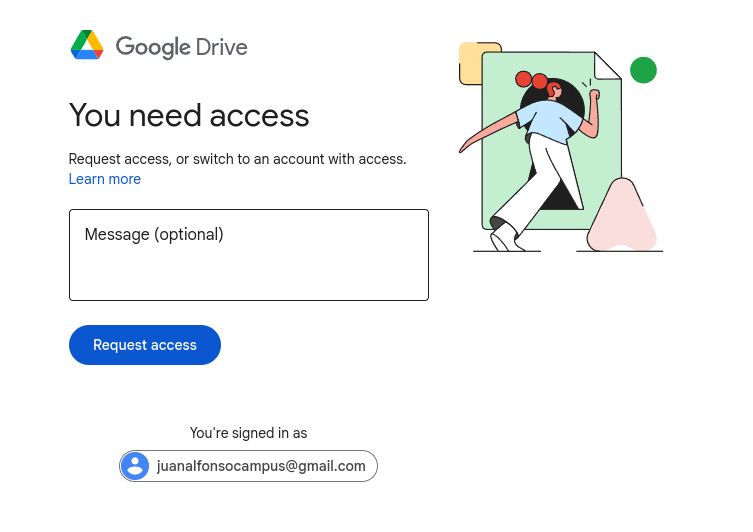 Google Drive
You need access
Request access, or switch to an account with access.
Learn more
Message (optional)
Request access
You're signed in as
juanalfonsocampus@gmail.com